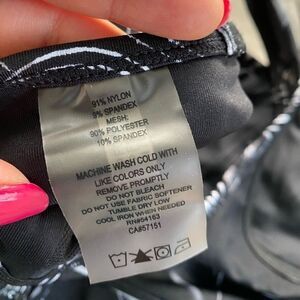 91% NYLON
9% SPANDEX
MESH:
90% POLYESTER
10% SPANDEX
MACHINE WASH COLD WITH
LIKE COLORS ONLY
REMOVE PROMPTLY
DO NOT BLEACH
DO NOT USE FABRIC SOFTENER
TUMBLE DRY LOW
COOL IRON WHEN NEEDED
RN#64163
CA#57151